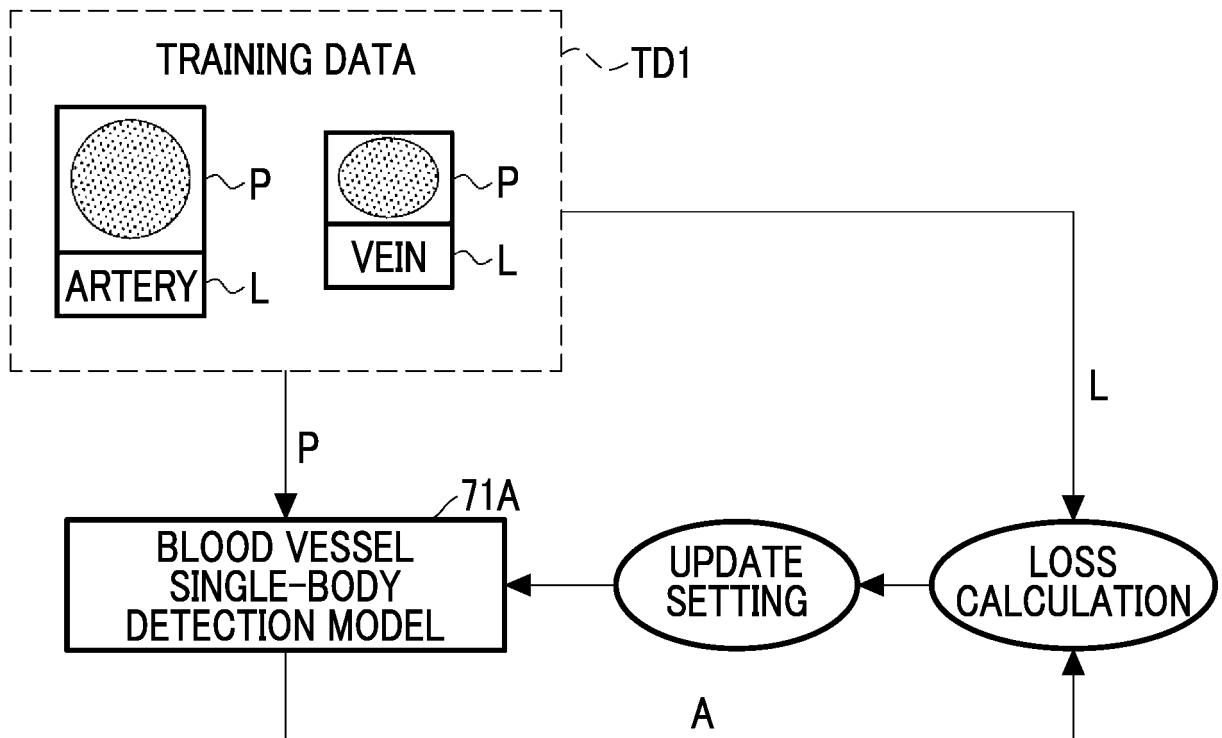 TRAINING DATA
TD1
P
ARTERY
L
P
VEIN
L
P
L
71A
BLOOD VESSEL
SINGLE-BODY
DETECTION MODEL
UPDATE
SETTING
LOSS
CALCULATION
A